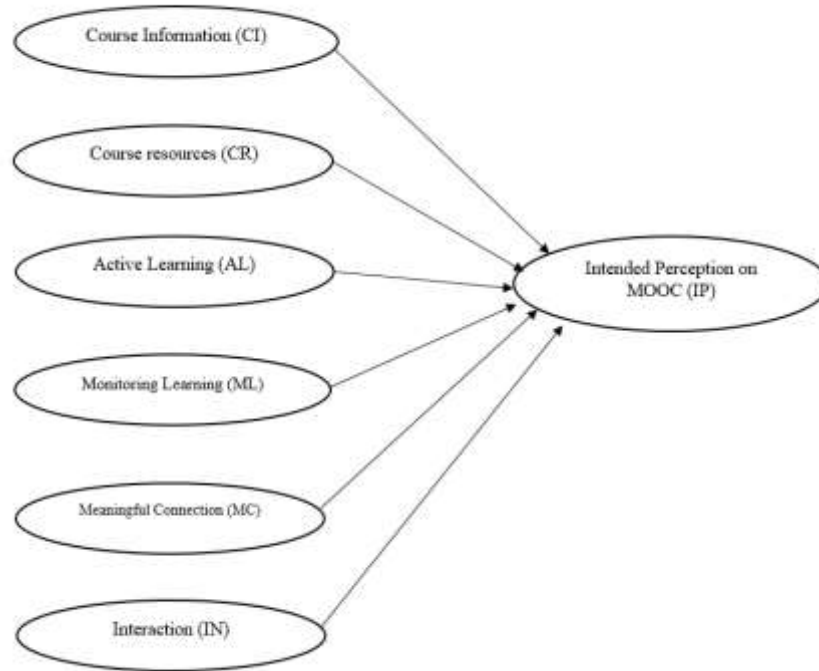 Course Information (CI)
Course resources (CR)
Active Learning (AL)
Intended Perception on
MOOC (IP)
Monitoring Learning (ML)
Meaningful Connection (MC)
Interaction (IN)